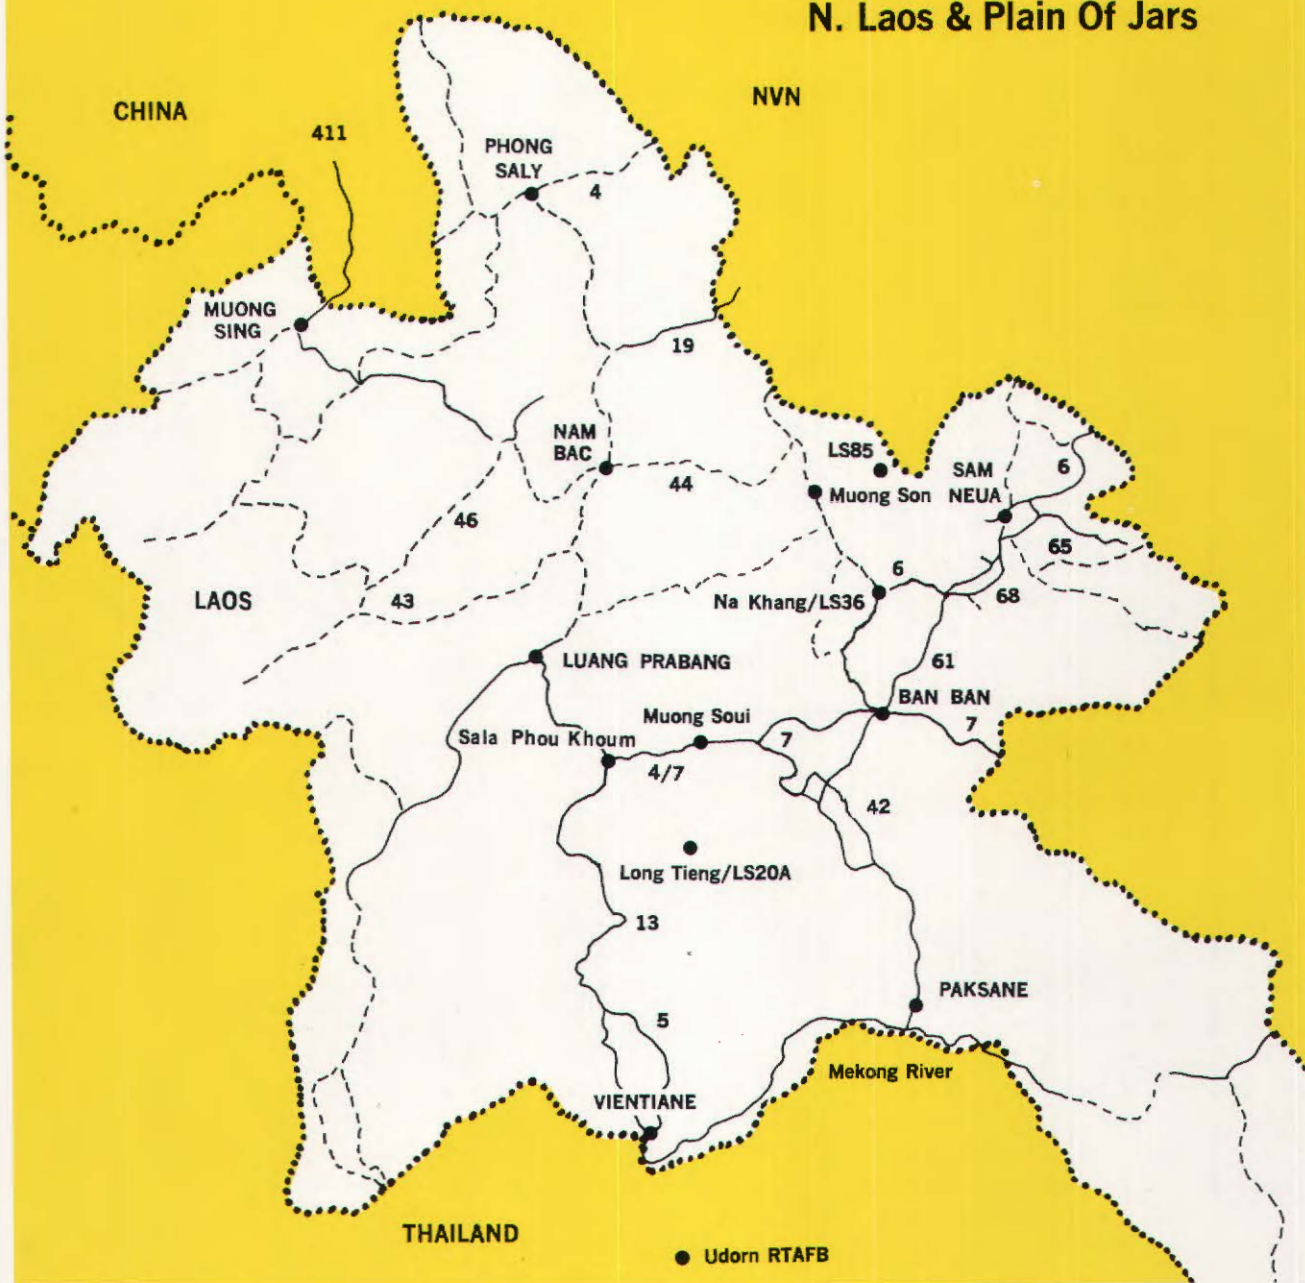 N. Laos & Plain Of Jars
CHINA
NVN
411
PHONG
SALY
4
MUONG
SING
19
NAM
BAC
LS85
SAM
NEUA
6
44
Muong Son
46
65
6
LAOS
43
Na Khang/LS36
68
LUANG PRABANG
61
BAN BAN
Muong Soui
7
Sala Phou Khoum
7
4/7
42
Long Tieng/LS20A
13
PAKSANE
5
Mekong River
VIENTIANE
THAILAND
Udorn RTAFB